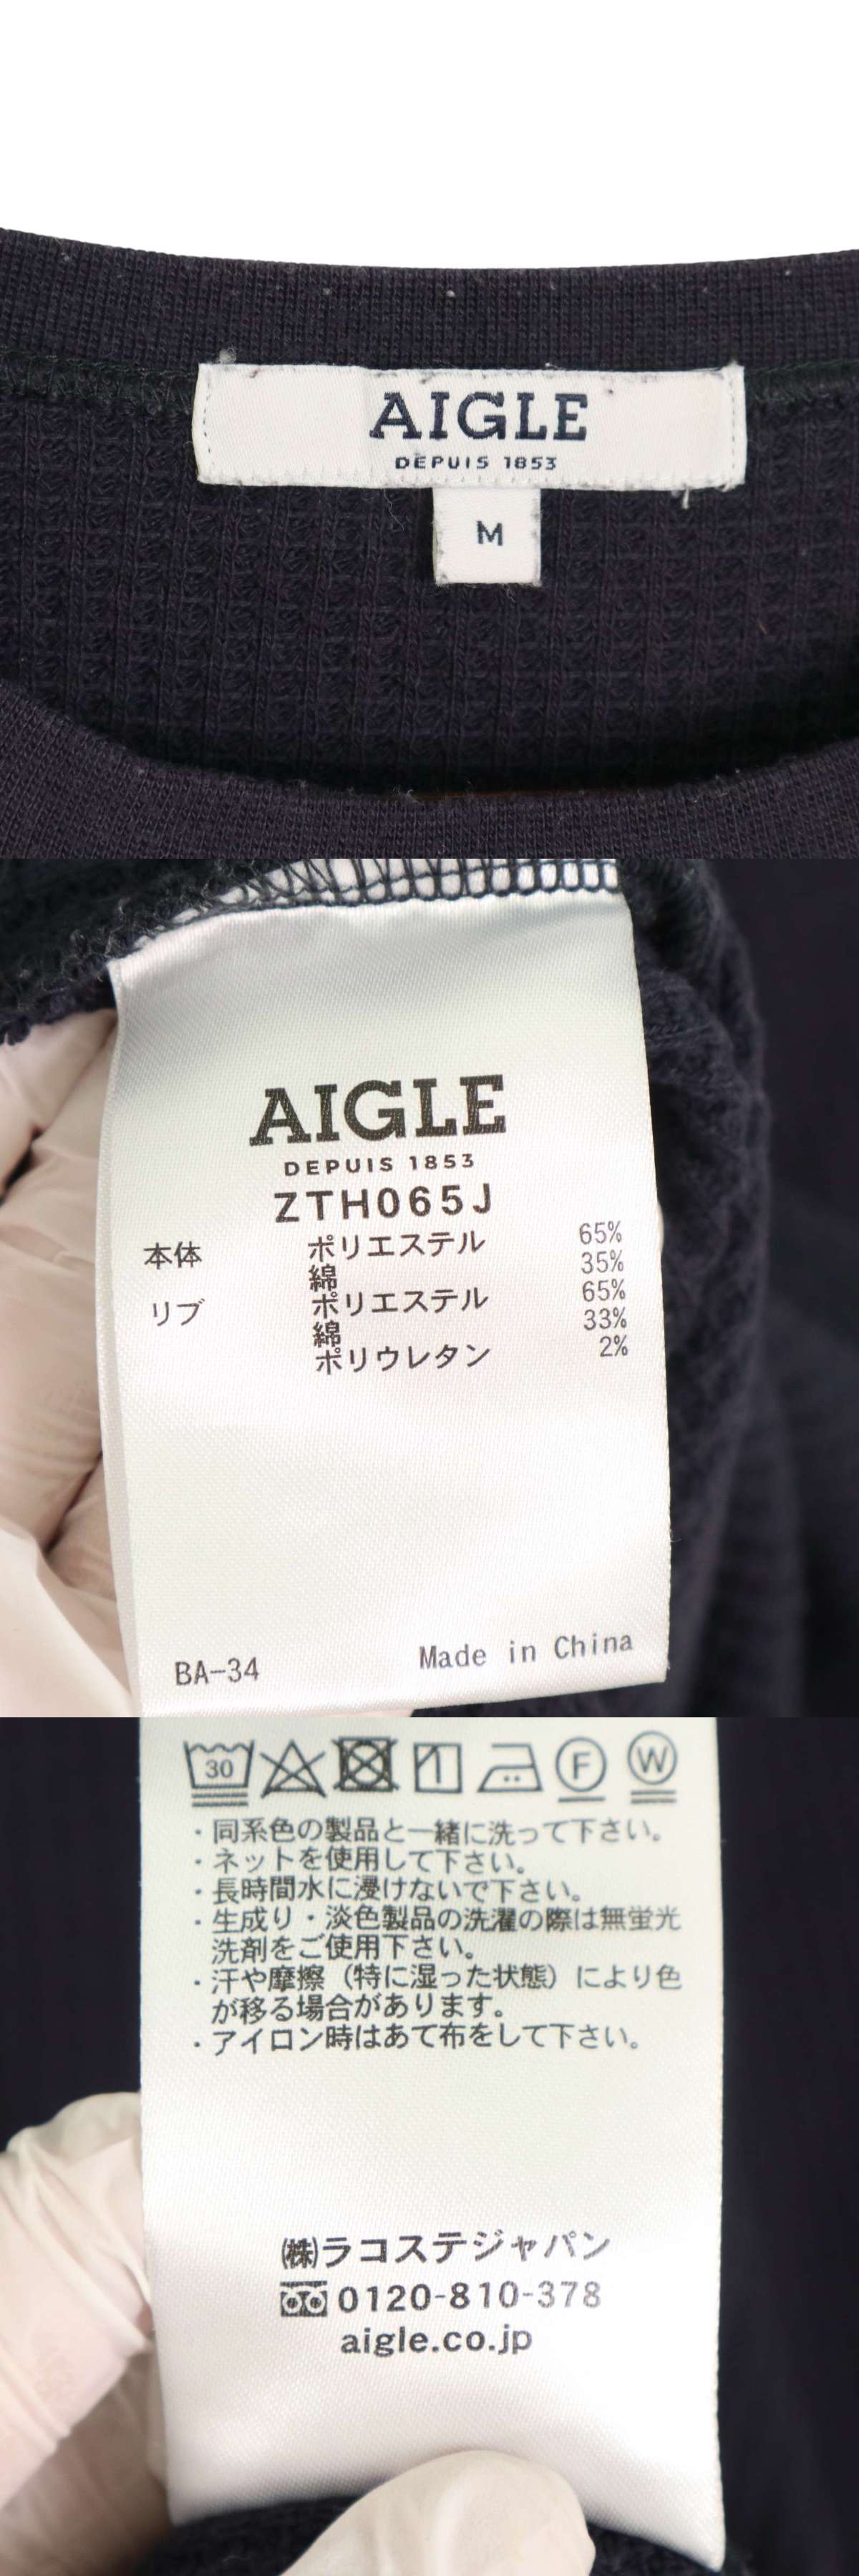 AIGLE
DEPUIS 1853
M
AIGLE
DEPUIS 1853
ZTH065J
本体 ポリエステル 65%
綿 35%
リブ ポリエステル 65%
綿 33%
ポリウレタン 2%
BA-34 Made in China
30 F W
・同系色の製品と一緒に洗って下さい。
・ネットを使用して下さい。
・長時間水に浸けないで下さい。
・生成り・淡色製品の洗濯の際は無蛍光
洗剤をご使用下さい。
・汗や摩擦（特に湿った状態）により色
が移る場合があります。
・アイロン時はあて布をして下さい。
㈱ラコステジャパン
0120-810-378
aigle.co.jp